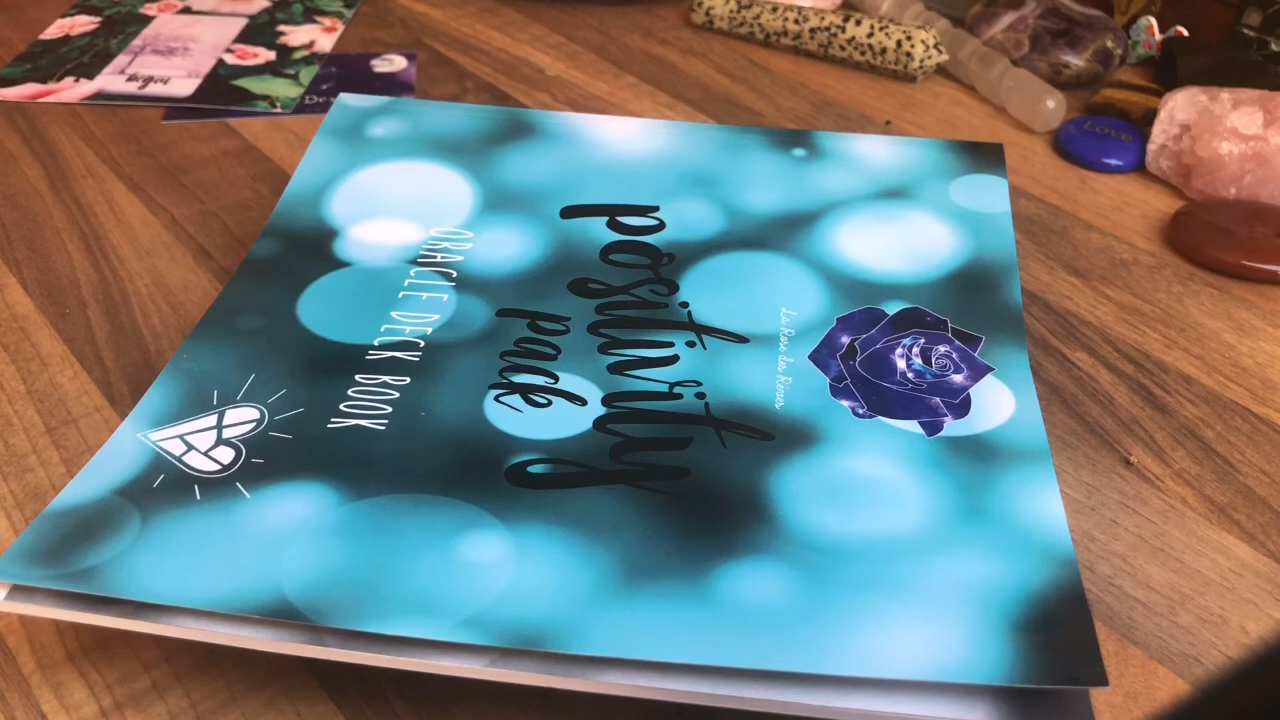 La Rose des Rêves
positivity
pack
ORACLE DECK BOOK
Love